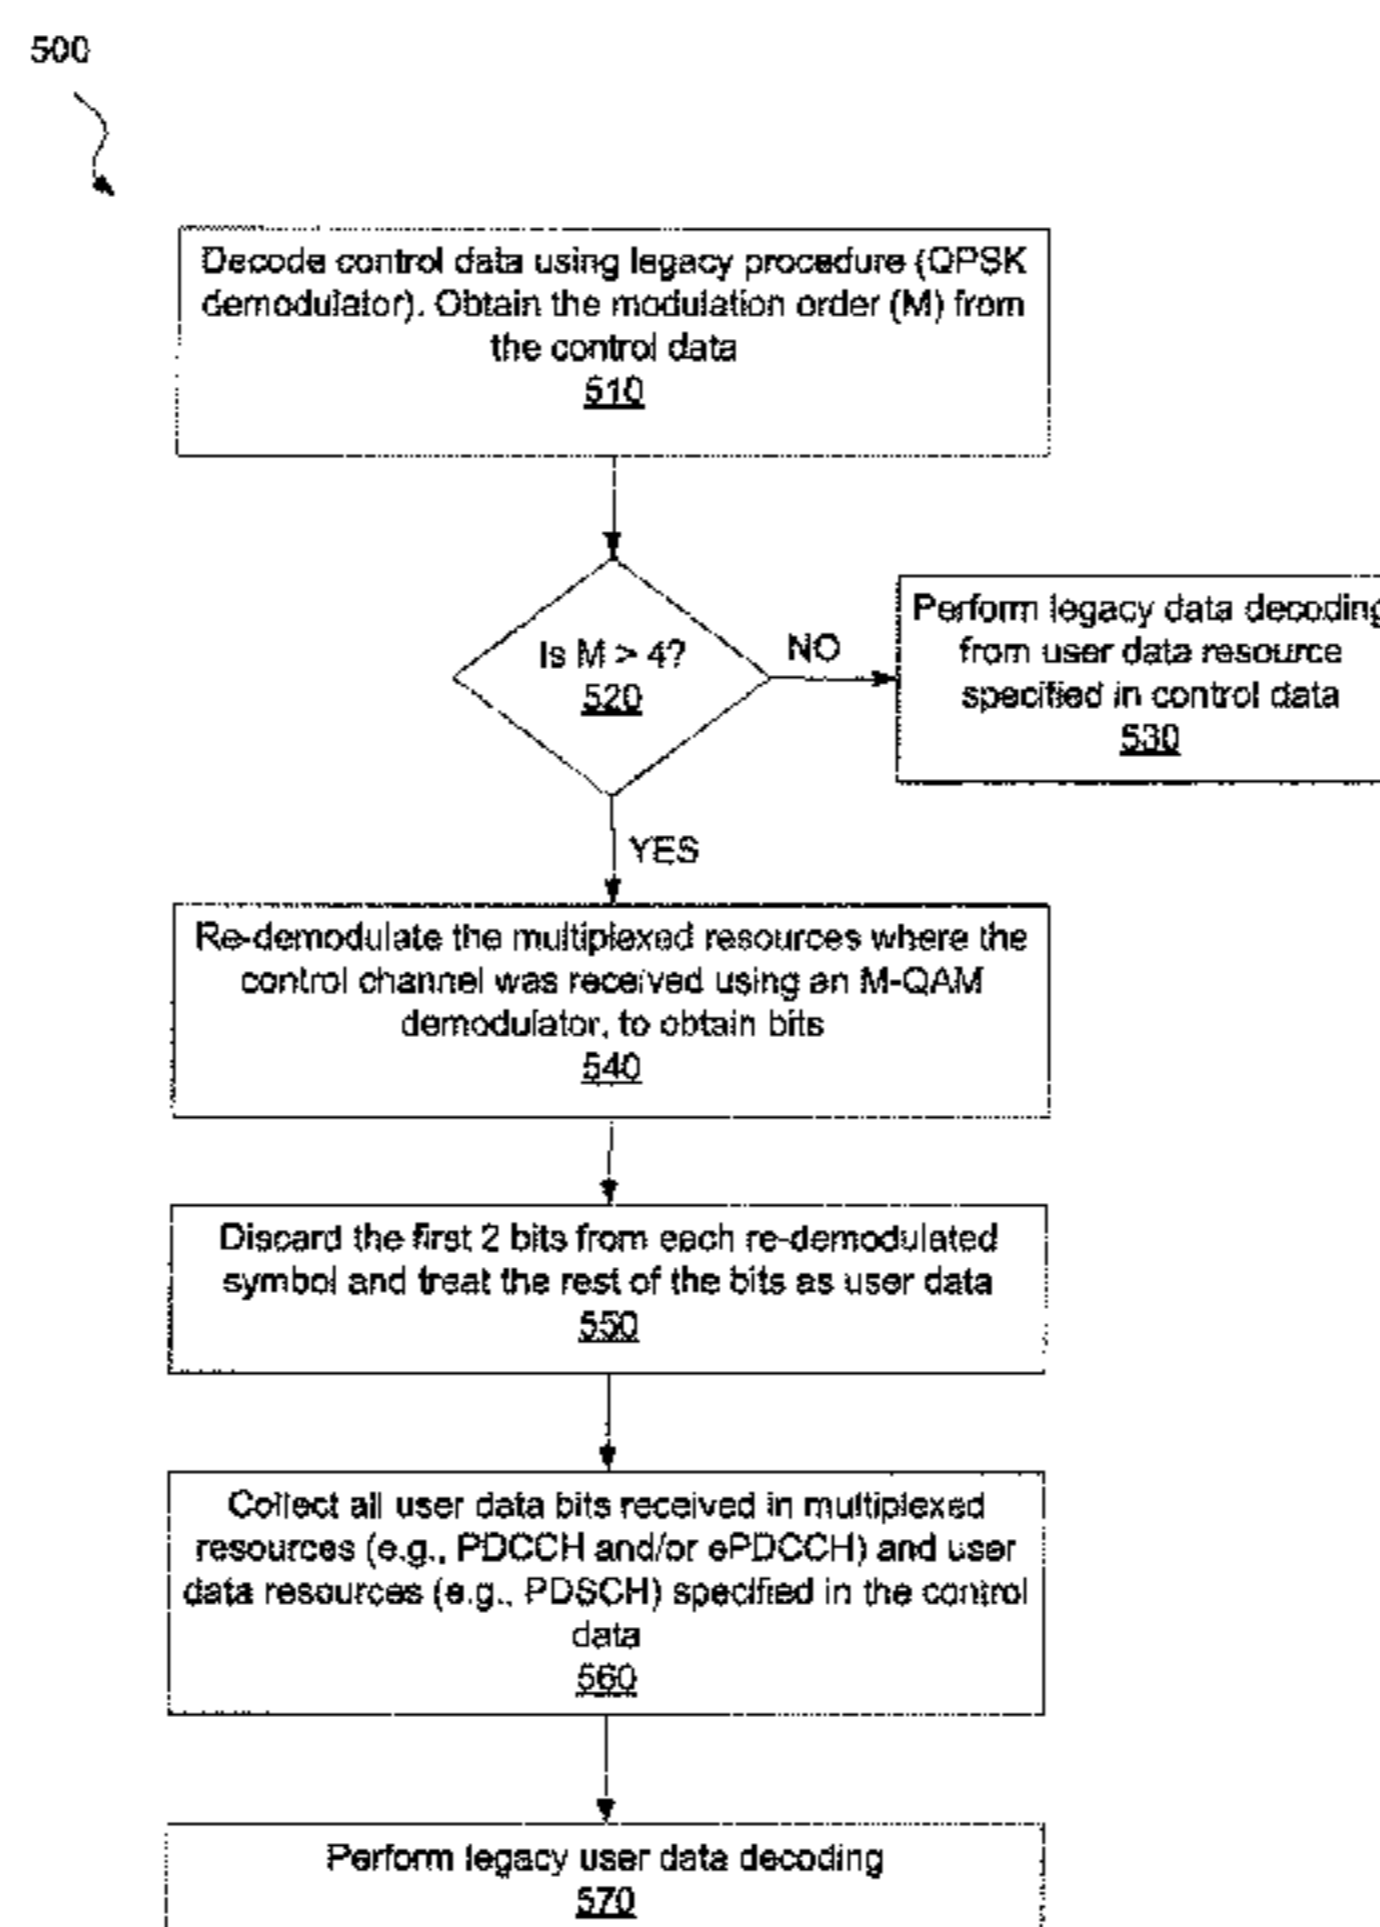 500
Decode control data using legacy procedure (QPSK
demodulator). Obtain the modulation order (M) from
the control data
510
Is M > 4?
520
NO
Perform legacy data decoding
from user data resource
specified in control data
530
YES
Re-demodulate the multiplexed resources where the
control channel was received using an M-QAM
demodulator, to obtain bits
540
Discard the first 2 bits from each re-demodulated
symbol and treat the rest of the bits as user data
550
Collect all user data bits received in multiplexed
resources (e.g., PDCCH and/or ePDCCH) and user
data resources (e.g., PDSCH) specified in the control
data
560
Perform legacy user data decoding
570